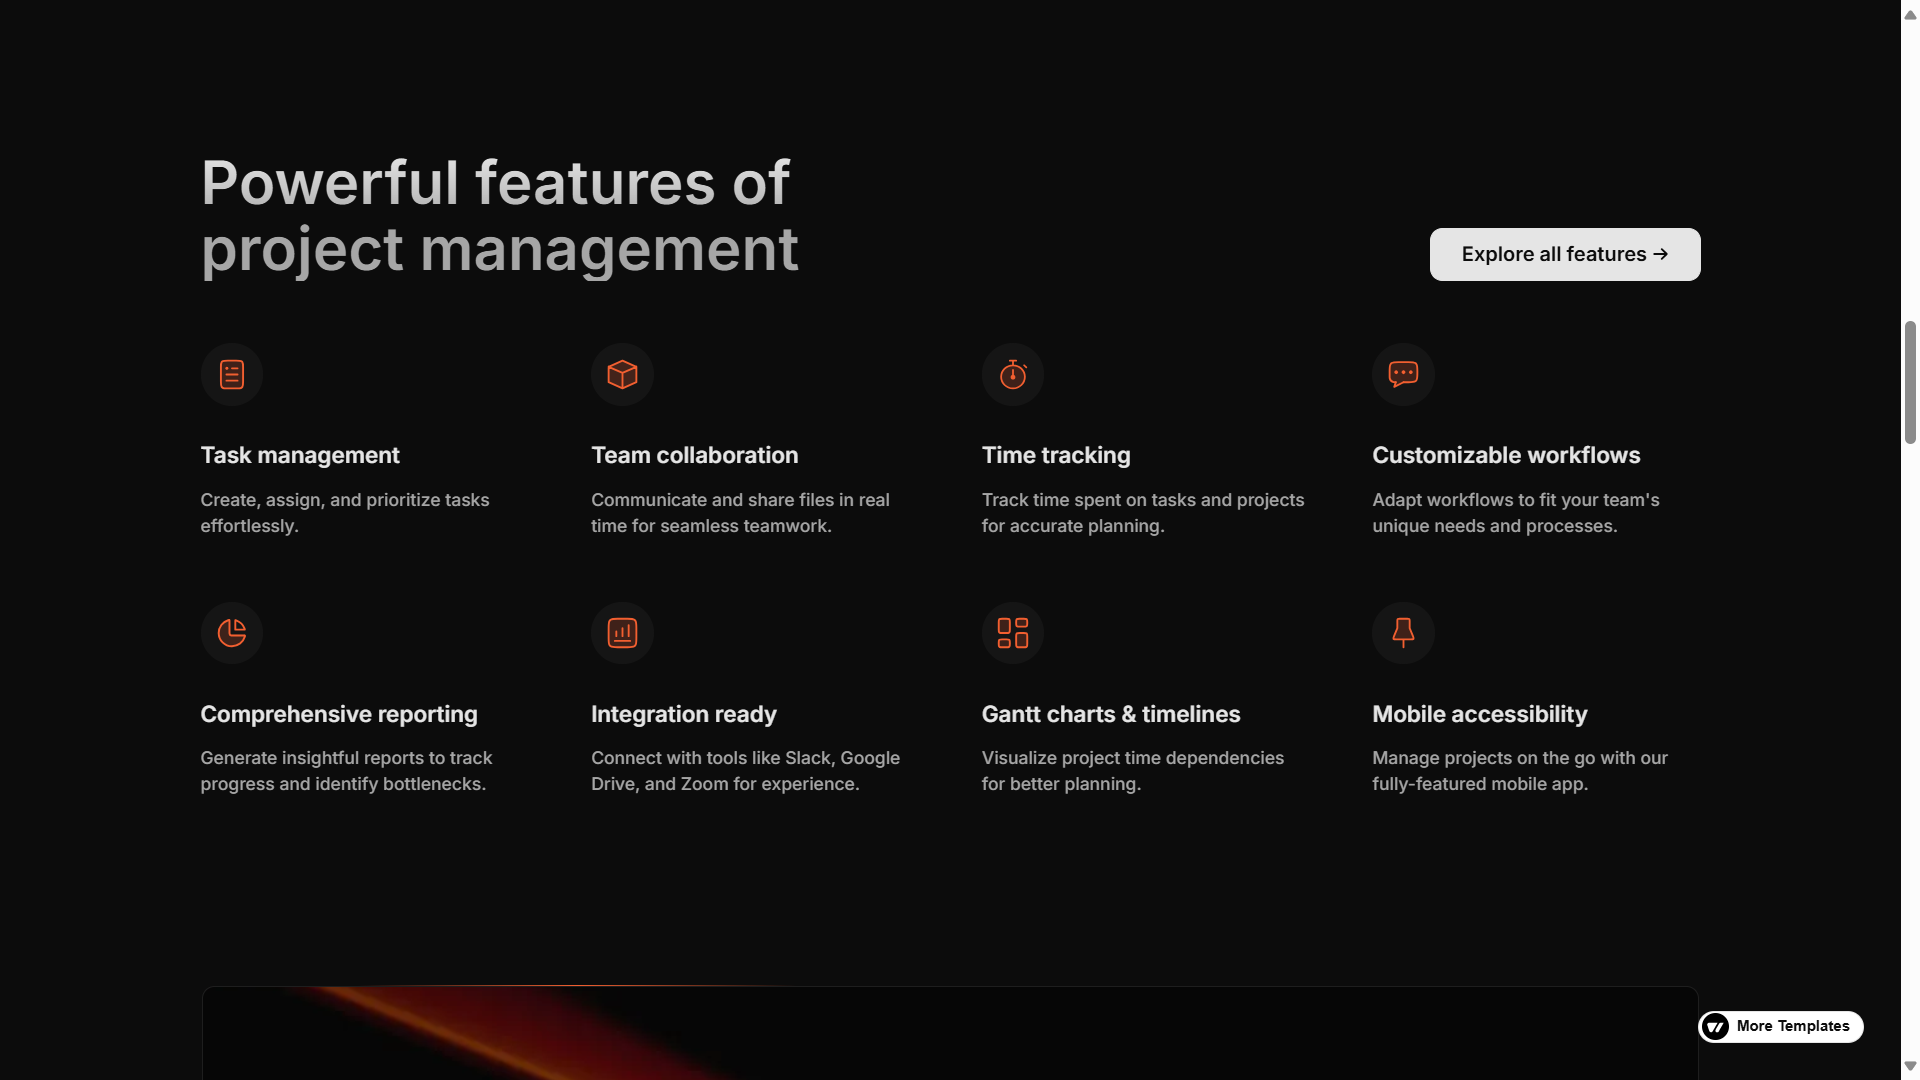 Powerful features of
project management
Explore all features →
Task management
Create, assign, and prioritize tasks
effortlessly.
Team collaboration
Communicate and share files in real
time for seamless teamwork.
Time tracking
Track time spent on tasks and projects
for accurate planning.
Customizable workflows
Adapt workflows to fit your team's
unique needs and processes.
Comprehensive reporting
Generate insightful reports to track
progress and identify bottlenecks.
Integration ready
Connect with tools like Slack, Google
Drive, and Zoom for experience.
Gantt charts & timelines
Visualize project time dependencies
for better planning.
Mobile accessibility
Manage projects on the go with our
fully-featured mobile app.
More Templates